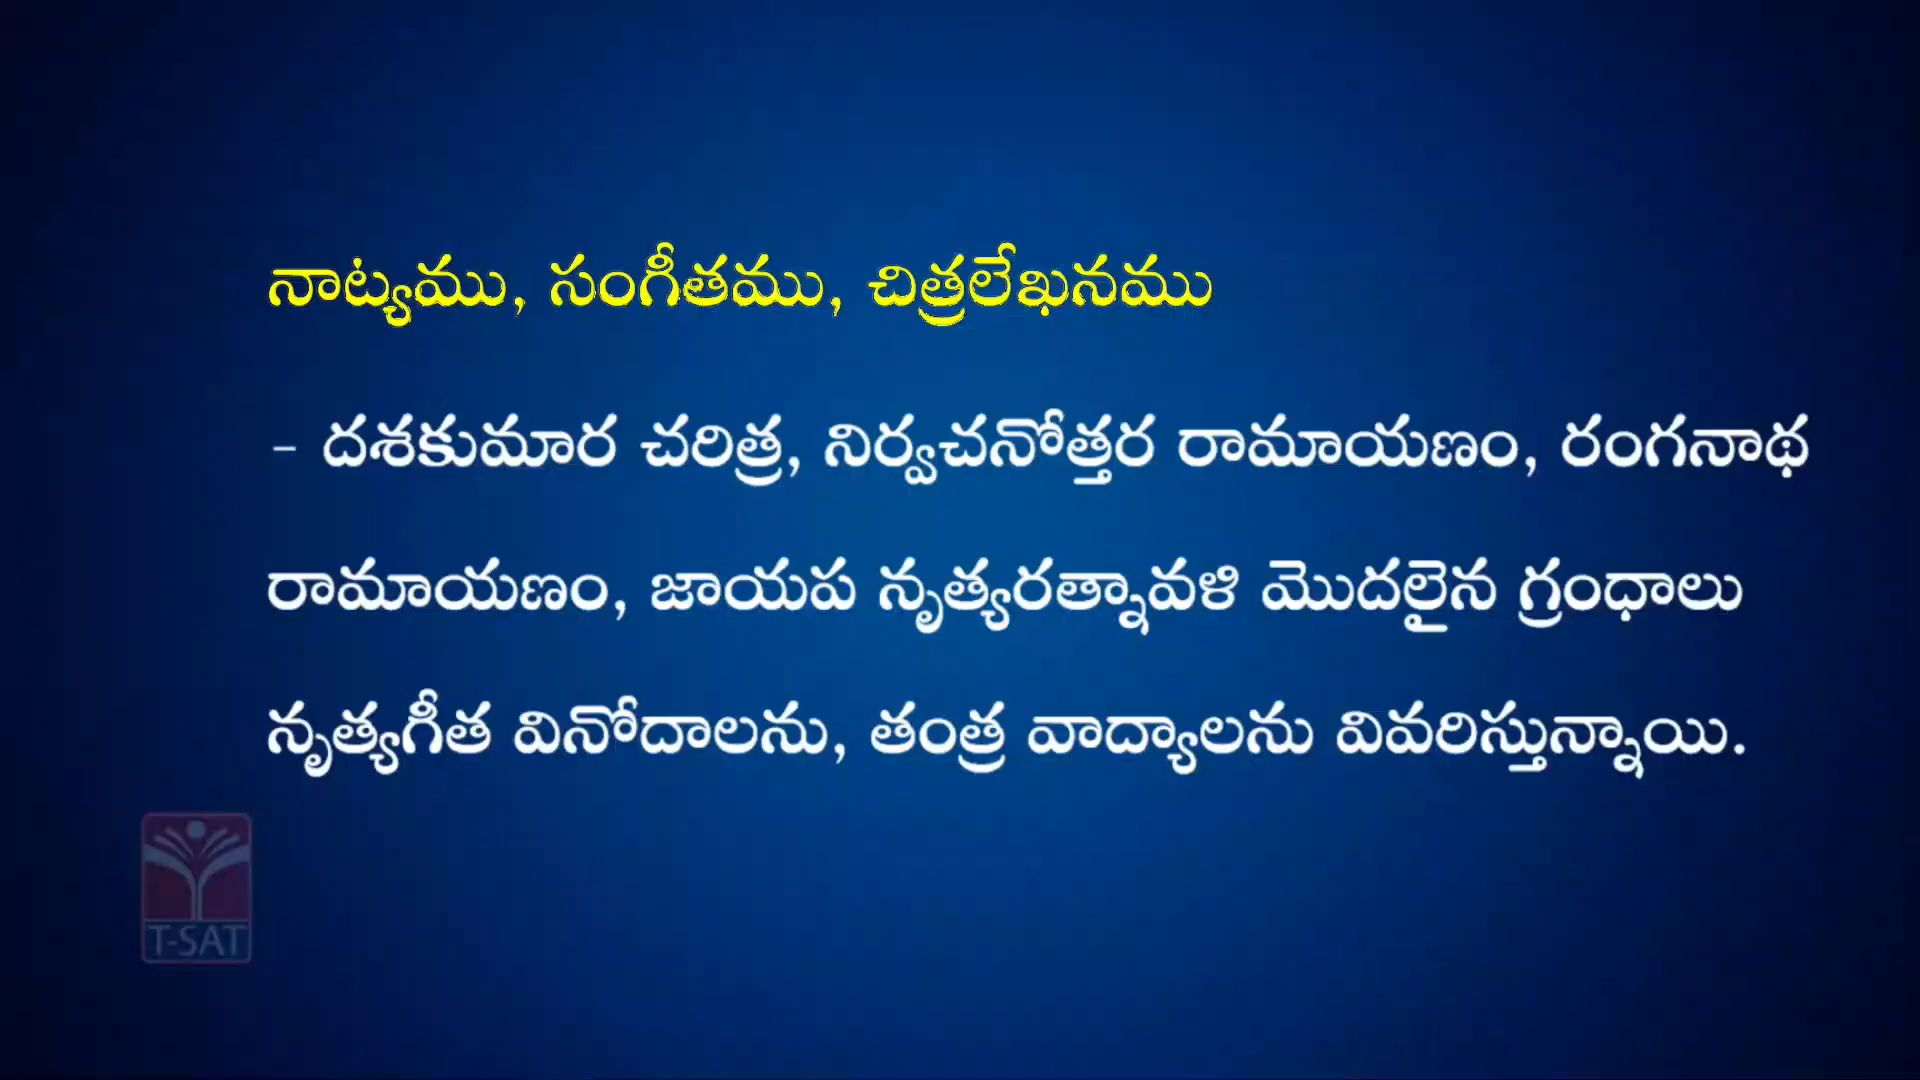 నాట్యము, సంగీతము, చిత్రలేఖనము
- దశకుమార చరిత్ర, నిర్వచనోత్తర రామాయణం, రంగనాథ
రామాయణం, జాయప నృత్యరత్నావళి మొదలైన గ్రంధాలు
నృత్యగీత వినోదాలను, తంత్ర వాద్యాలను వివరిస్తున్నాయి.
T-SAT